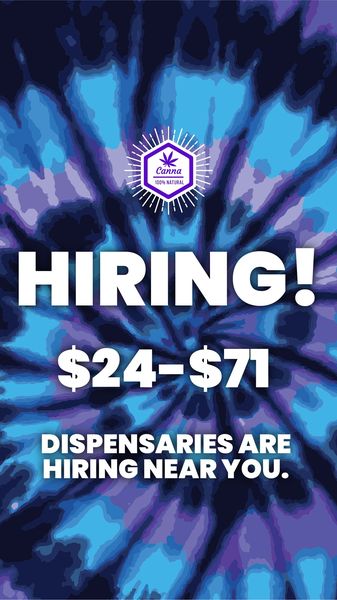 Canna
100% NATURAL
HIRING!
$24-$71
DISPENSARIES ARE
HIRING NEAR YOU.